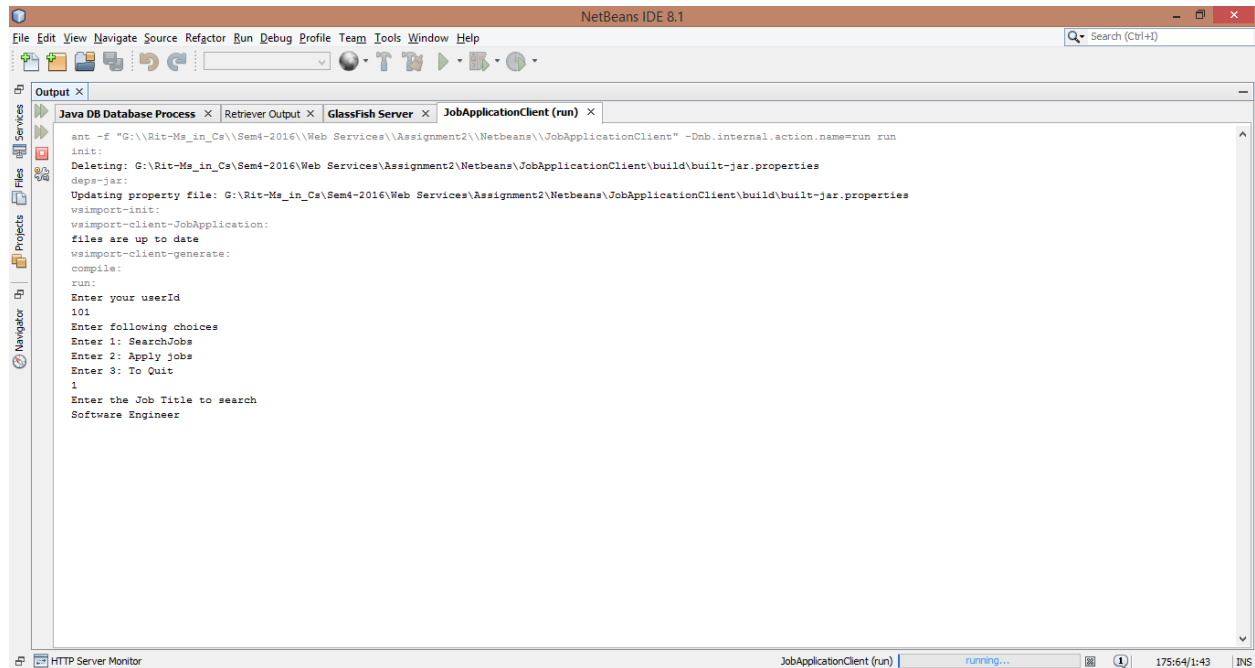 NetBeans IDE 8.1
File Edit View Navigate Source Refactor Run Debug Profile Team Tools Window Help
Search (Ctrl+I)
Output
Java DB Database Process Retriever Output GlassFish Server JobApplicationClient (run)
Services
Files
Projects
Navigator
ant -f "G:\\Rit-Ms_in_Cs\\Sem4-2016\\Web Services\\Assignment2\\Netbeans\\JobApplicationClient" -Dnb.internal.action.name=run run
init:
Deleting: G:\Rit-Ms_in_Cs\Sem4-2016\Web Services\Assignment2\Netbeans\JobApplicationClient\build\built-jar.properties
deps-jar:
Updating property file: G:\Rit-Ms_in_Cs\Sem4-2016\Web Services\Assignment2\Netbeans\JobApplicationClient\build\built-jar.properties
wsimport-init:
wsimport-client-JobApplication:
files are up to date
wsimport-client-generate:
compile:
run:
Enter your userId
101
Enter following choices
Enter 1: SearchJobs
Enter 2: Apply jobs
Enter 3: To Quit
1
Enter the Job Title to search
Software Engineer
HTTP Server Monitor
JobApplicationClient (run) running... 1 175:64/1:43 INS